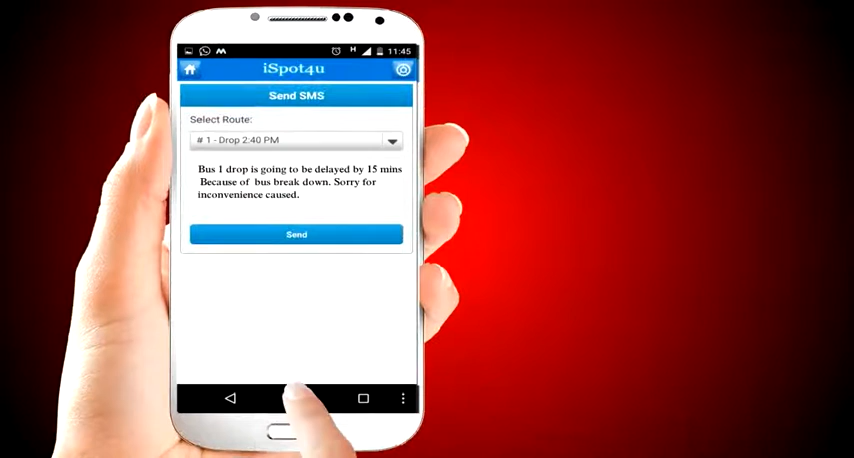 11:45
iSpot4u
Send SMS
Select Route:
# 1 - Drop 2:40 PM
Bus 1 drop is going to be delayed by 15 mins
Because of bus break down. Sorry for
inconvenience caused.
Send